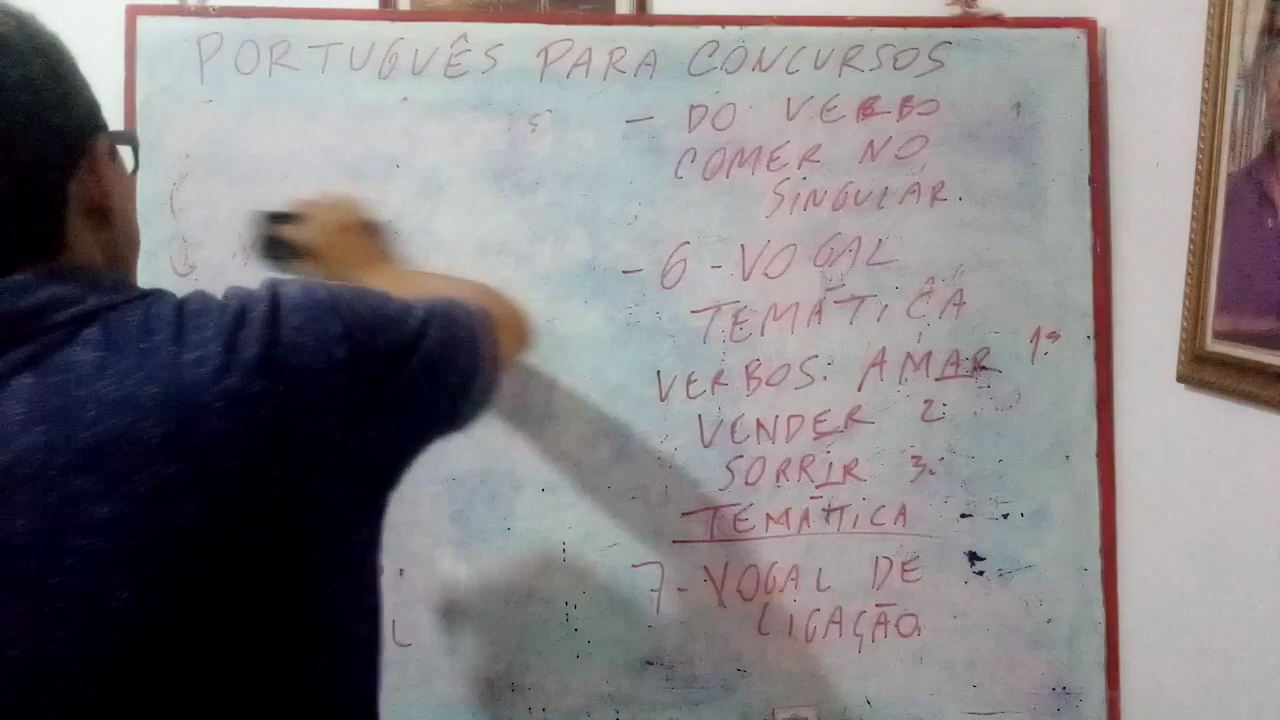 PORTUGUÊS PARA CONCURSOS
- DO VERBO
COMER NO
SINGULAR.
- 6 - VOGAL
TEMÁTICA
VERBOS: AMAR 1ª
VENDER 2ª
SORRIR 3ª
TEMÁTICA
7 - VOGAL DE
LIGAÇÃO